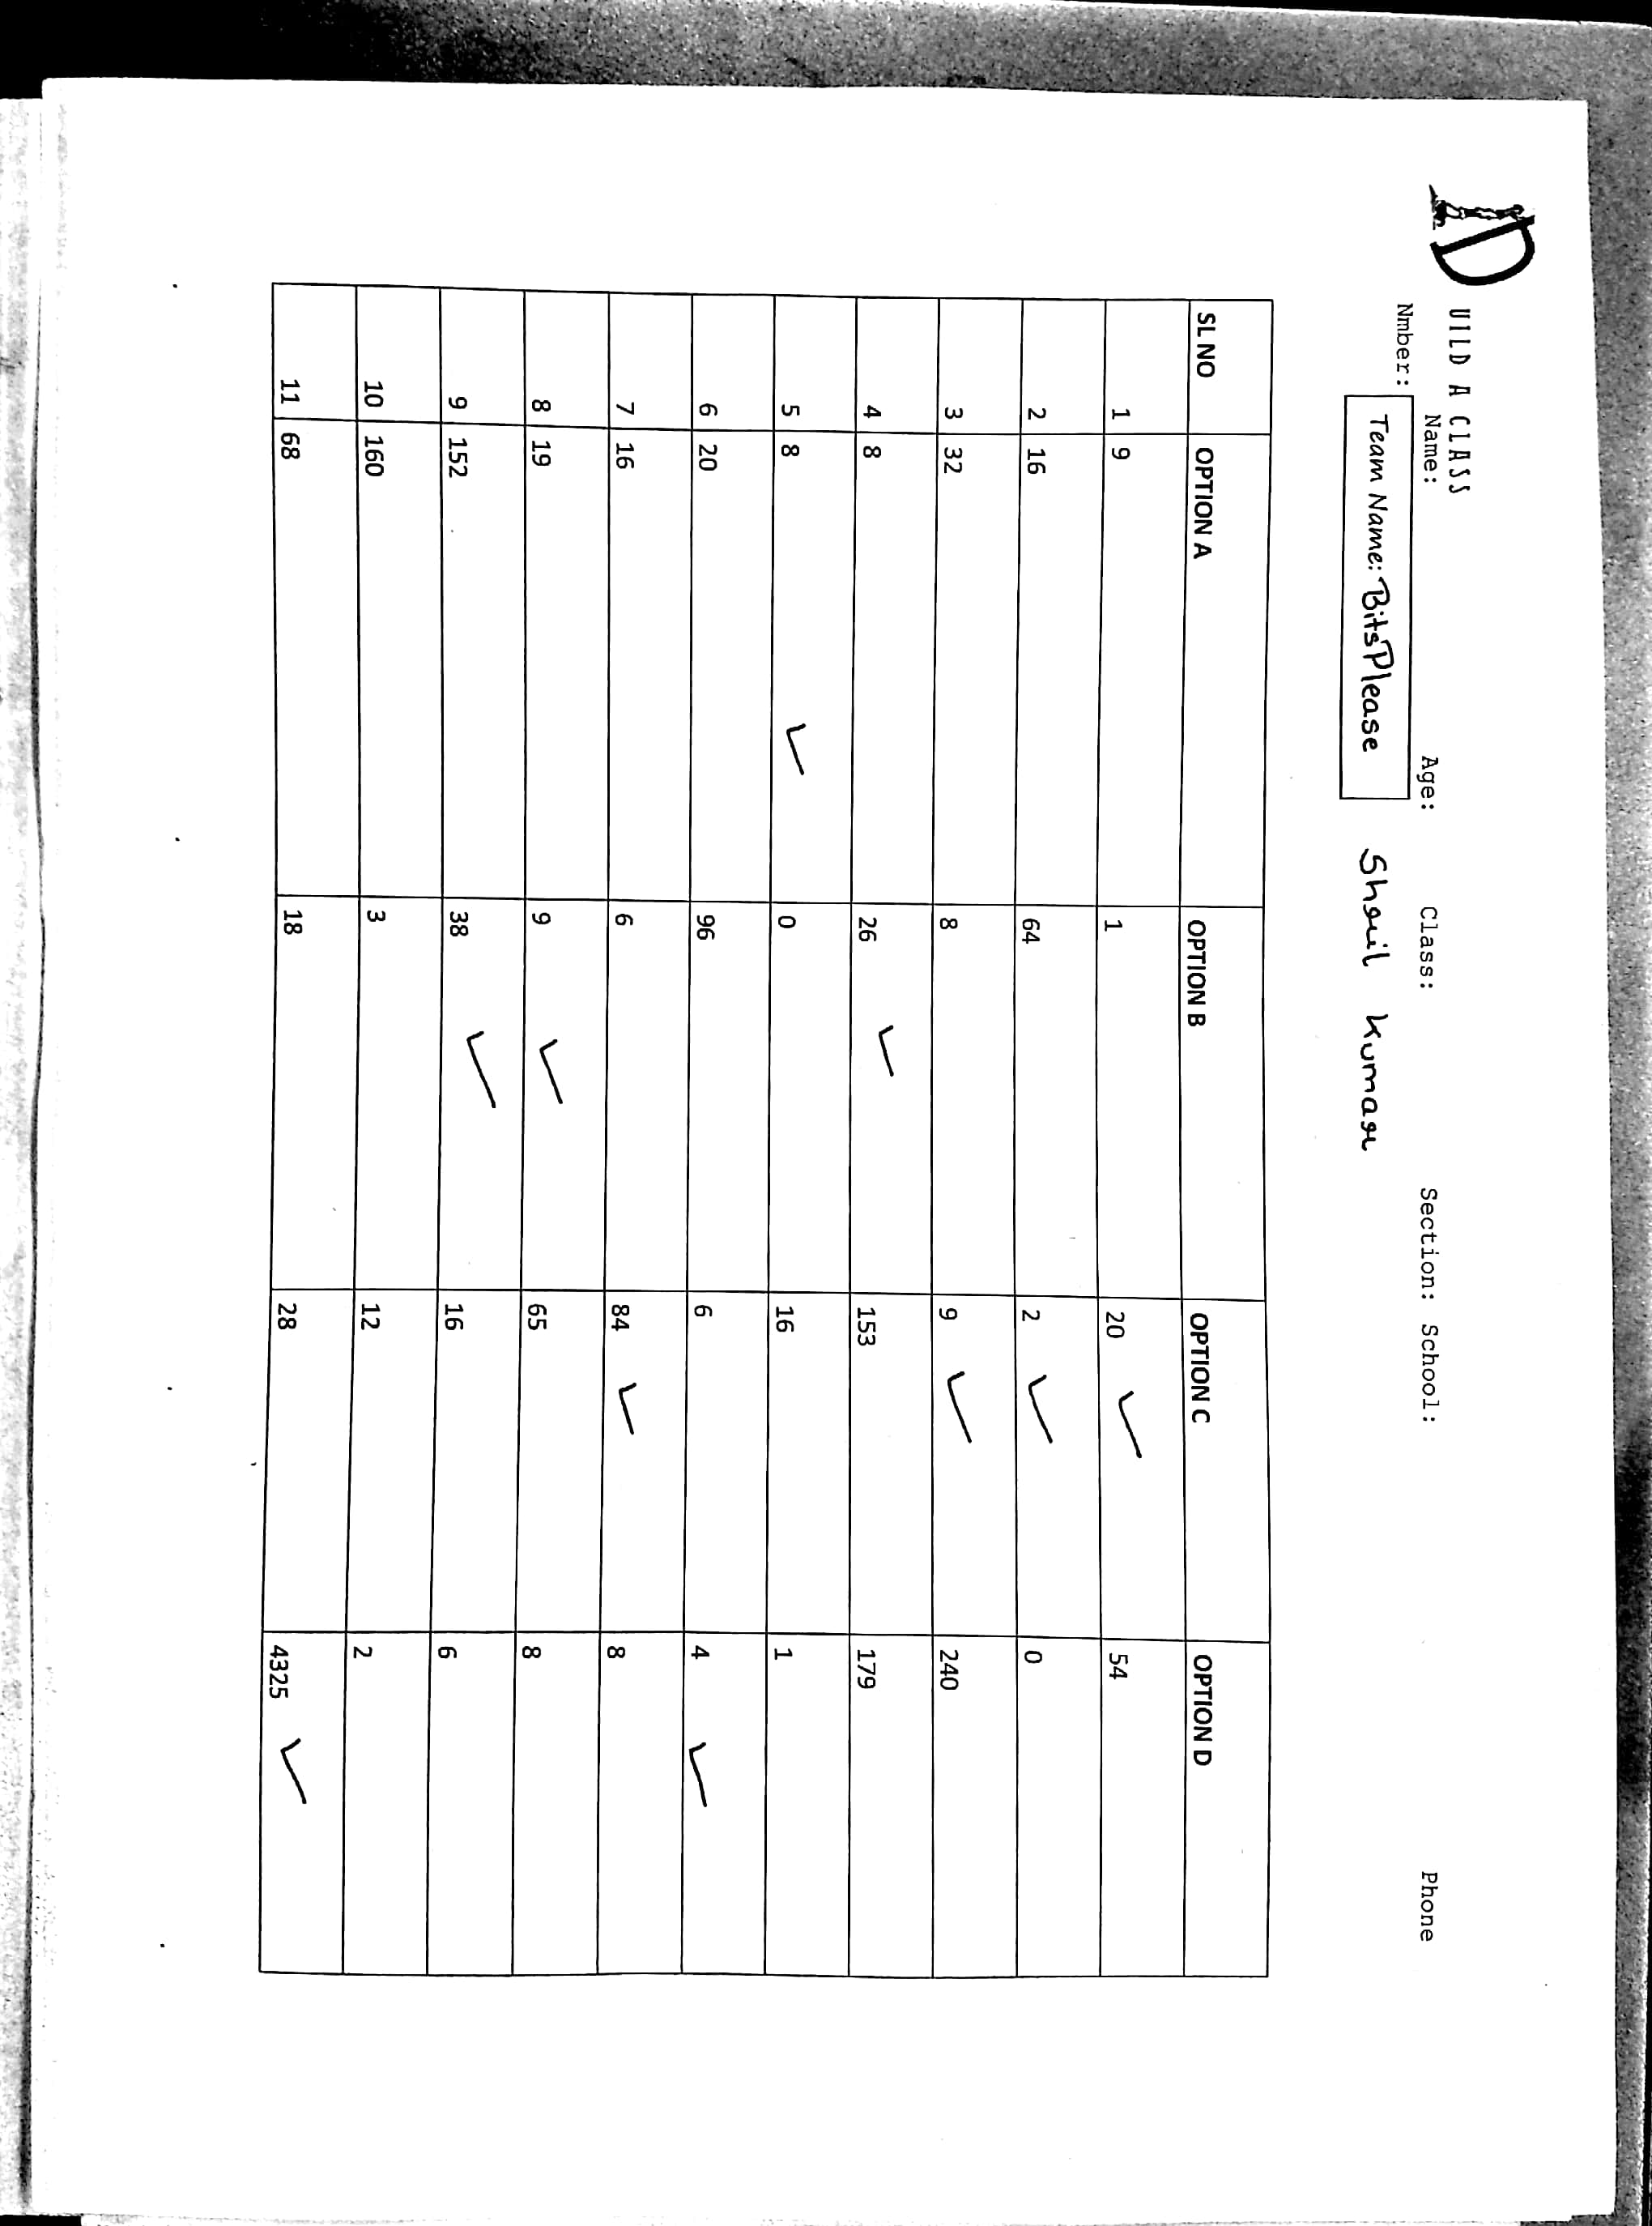 D UILD A CLASS
Name: Age: Class: Section: School: Phone
Nmber:
Team Name: BitsPlease Kumar
SL NO OPTION A OPTION B OPTION C OPTION D
1 9 1 20 ✓ 54
2 16 64 2 ✓ 0
3 32 8 9 ✓ 240
4 8 26 ✓ 153 179
5 8 ✓ 0 16 1
6 20 96 6 4 ✓
7 16 6 84 ✓ 8
8 19 9 ✓ 65 8
9 152 38 ✓ 16 6
10 160 3 12 2
11 68 18 28 4325 ✓